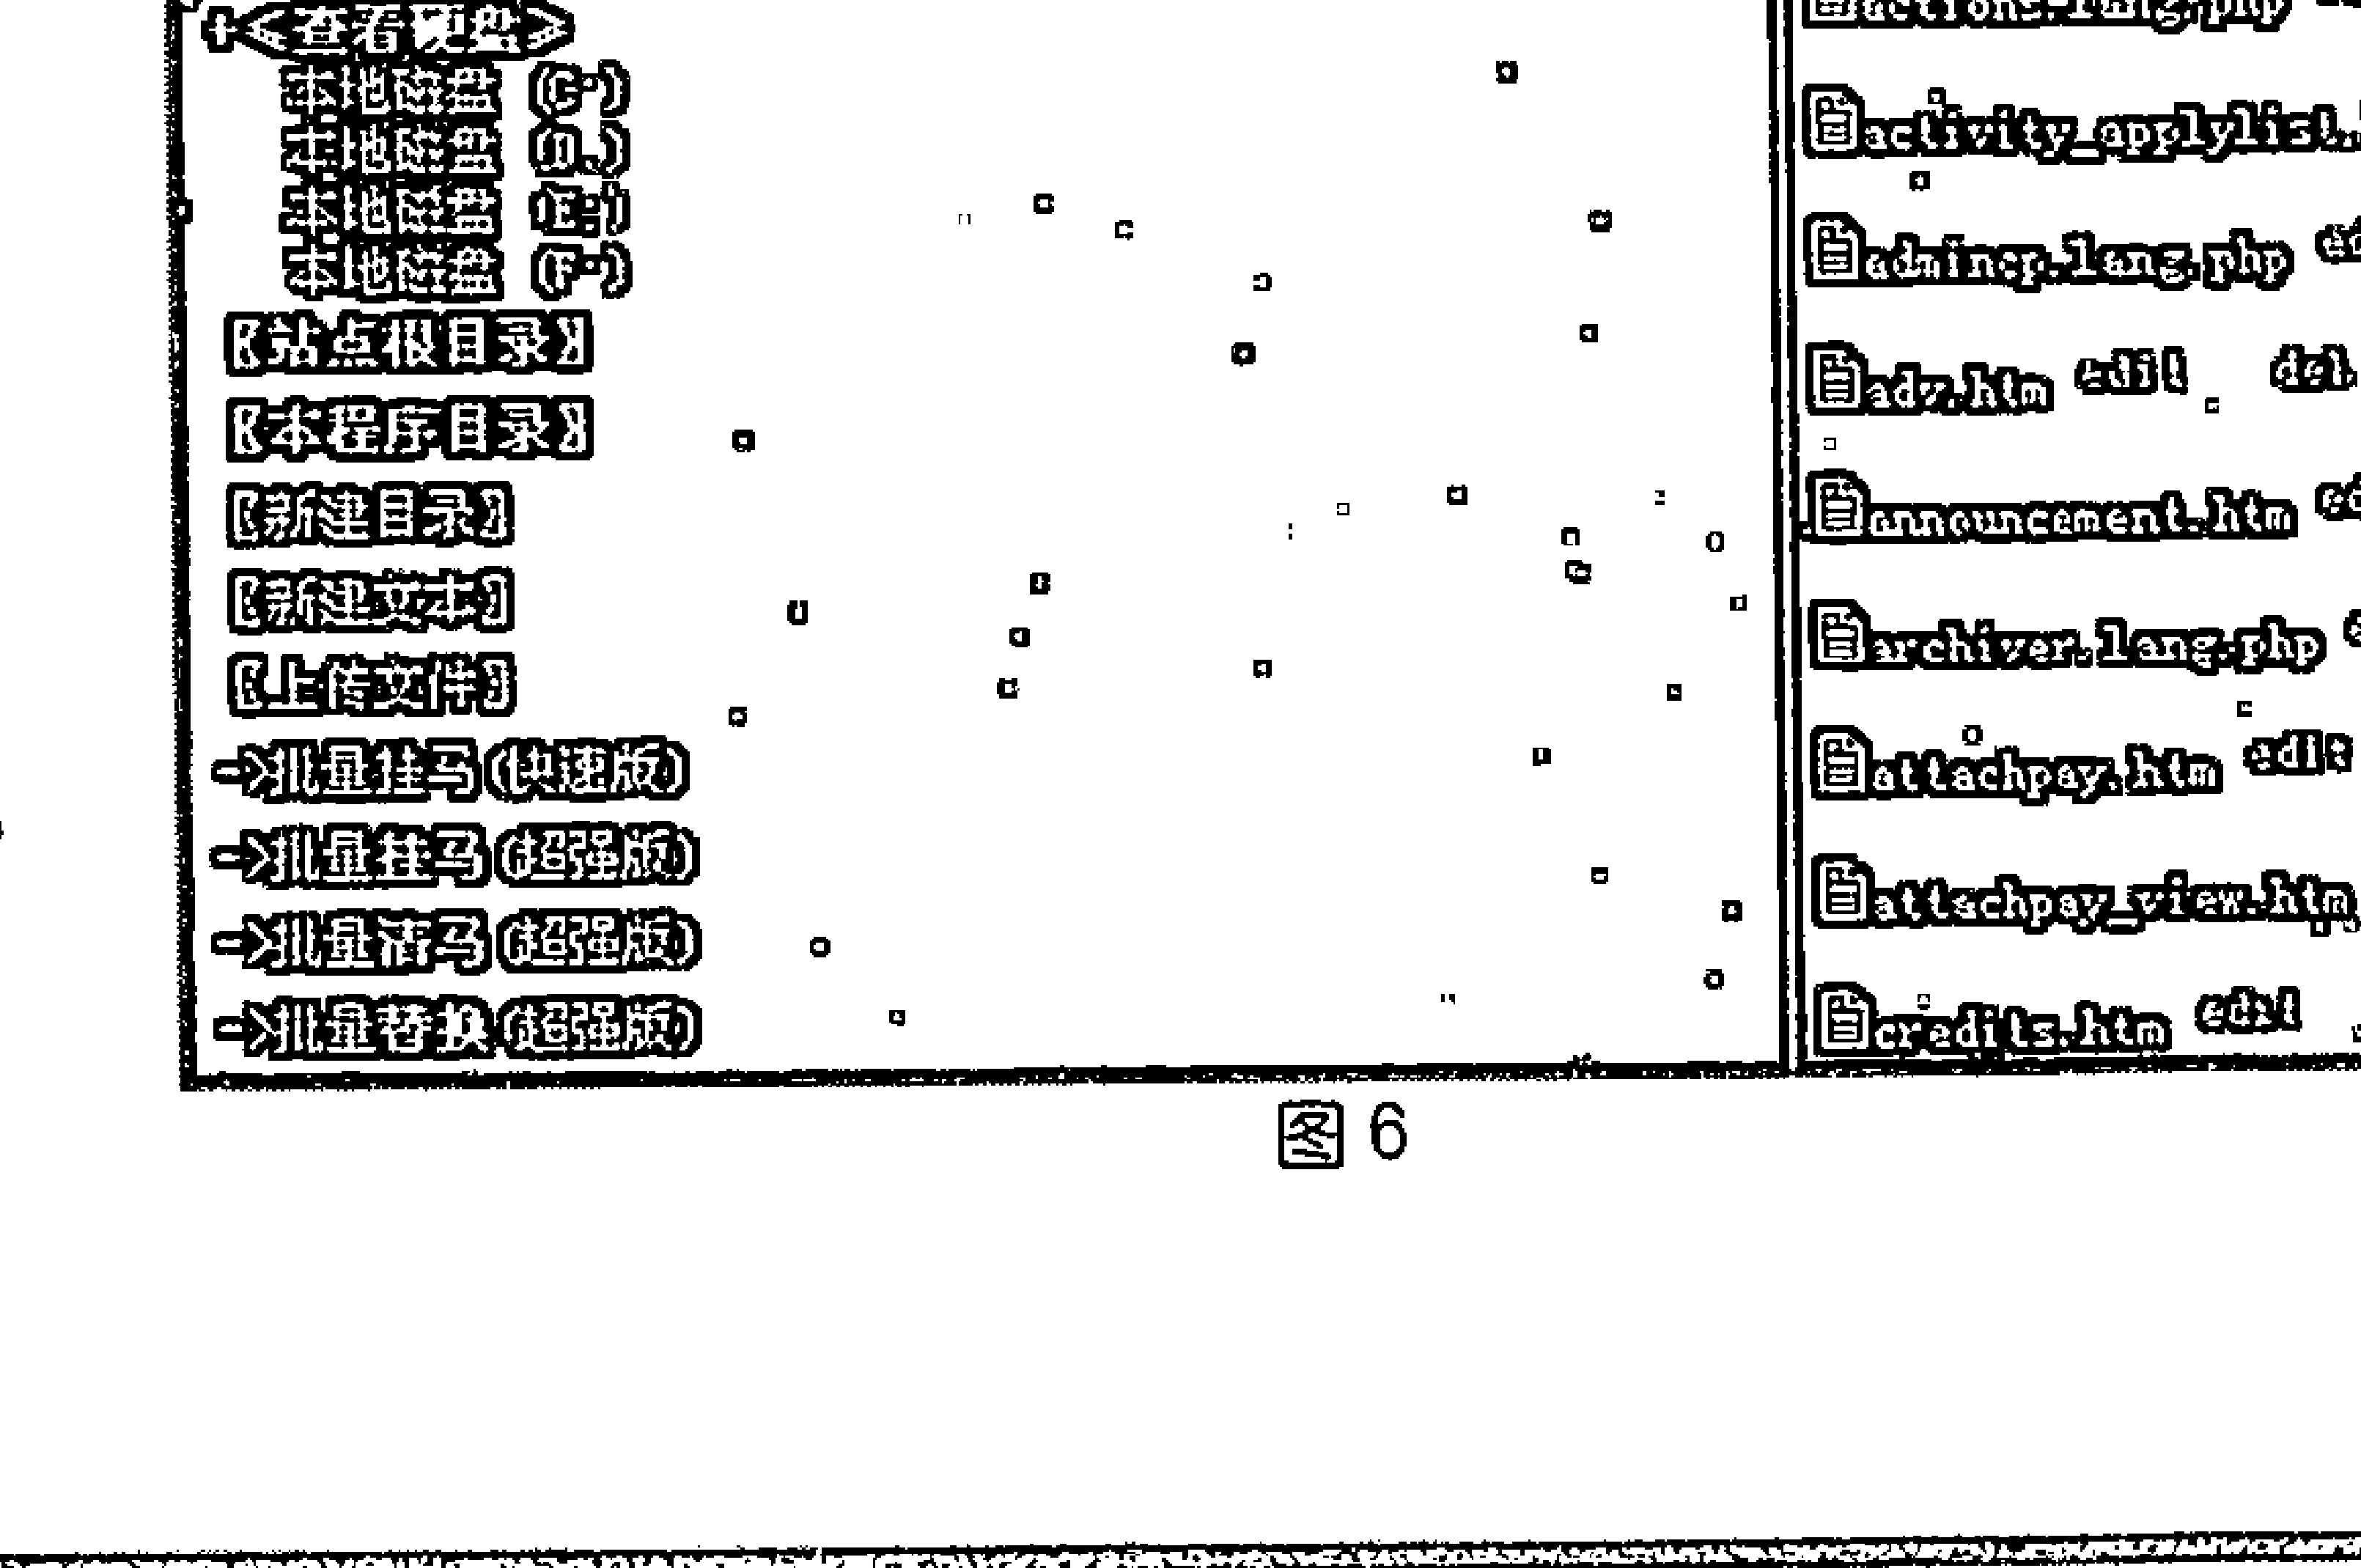 +<查看硬盘>
本地磁盘 (C:)
本地磁盘 (D:)
本地磁盘 (E:)
本地磁盘 (F:)
【站点根目录】
【本程序目录】
【新建目录】
【新建文本】
【上传文件】
->批量挂马(快速版)
->批量挂马(超强版)
->批量清马(超强版)
->批量替换(超强版)
actions.lang.php
activity_applylist.
admincp.lang.php
adv.htm edit del
announcement.htm
archiver.lang.php
attachpay.htm edit
attachpay_view.htm
credits.htm edit
图 6